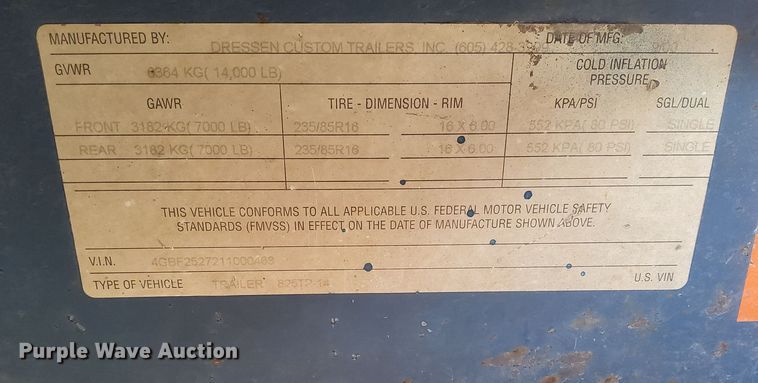 MANUFACTURED BY: DRESSEN CUSTOM TRAILERS, INC. (605) DATE OF MFG.
GVWR 6364 KG( 14,000 LB) COLD INFLATION
PRESSURE
GAWR TIRE - DIMENSION - RIM KPA/PSI SGL/DUAL
FRONT 3182 KG( 7000 LB) 235/85R16 16 X 6.00 552 KPA( 80 PSI) SINGLE
REAR 3182 KG( 7000 LB) 235/85R16 16 X 6.00 552 KPA( 80 PSI) SINGLE
THIS VEHICLE CONFORMS TO ALL APPLICABLE U.S. FEDERAL MOTOR VEHICLE SAFETY
STANDARDS (FMVSS) IN EFFECT ON THE DATE OF MANUFACTURE SHOWN ABOVE.
V.I.N.
TYPE OF VEHICLE TRAILER U.S. VIN
Purple Wave Auction